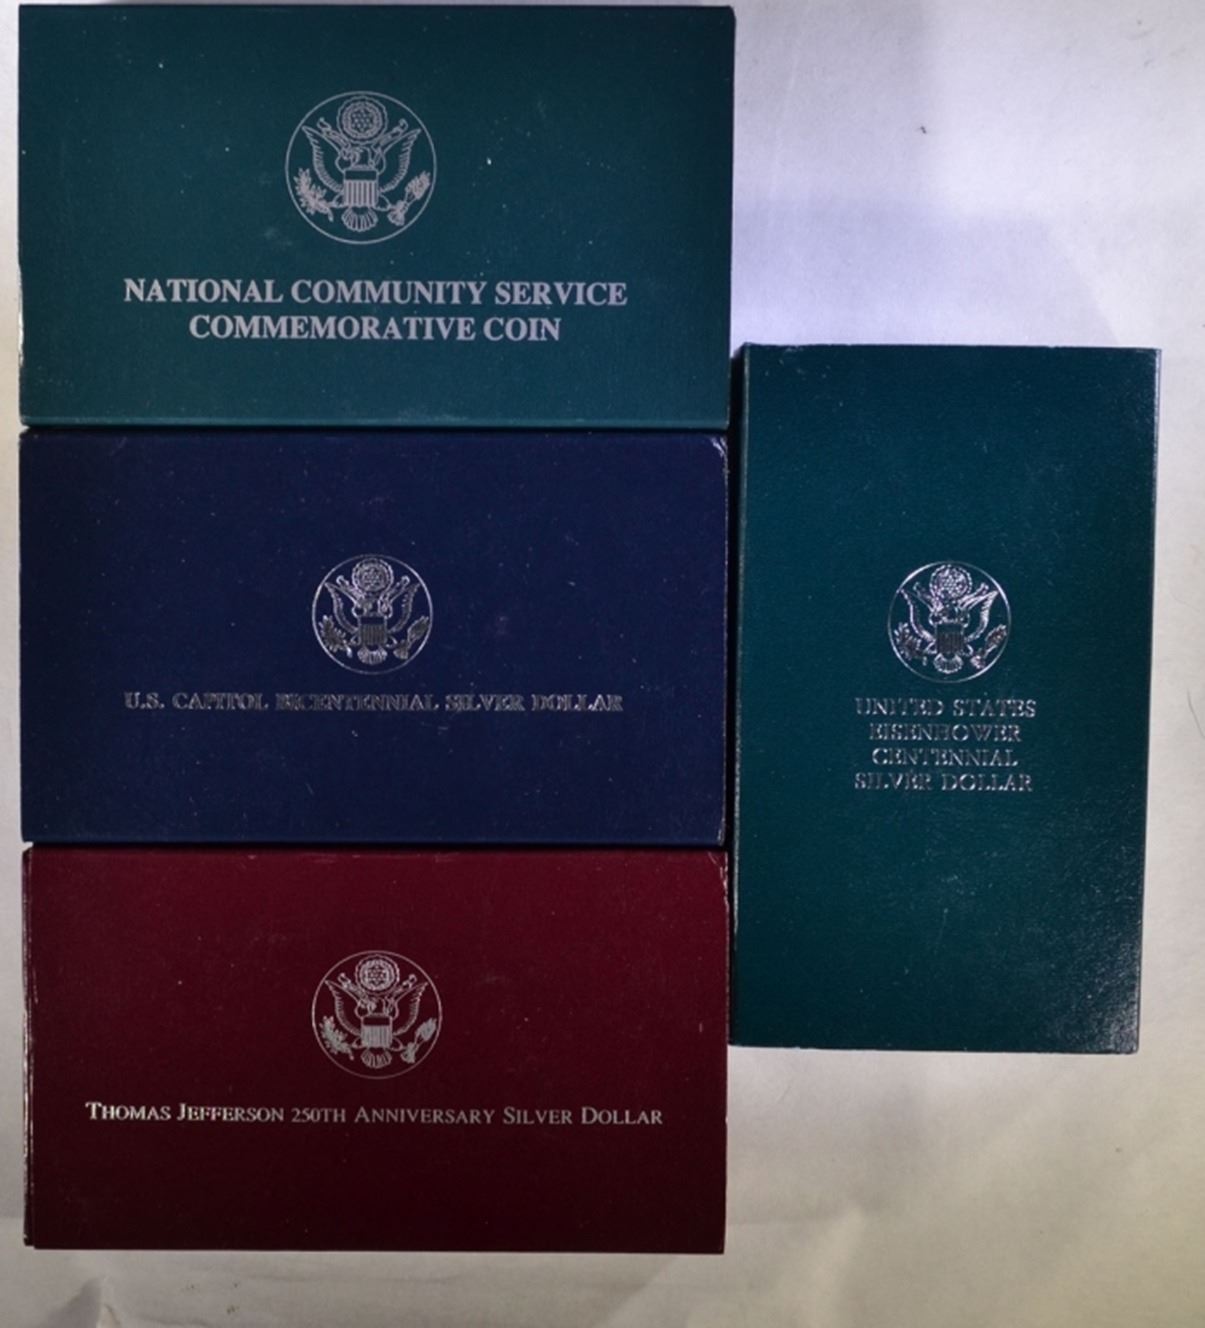 NATIONAL COMMUNITY SERVICE
COMMEMORATIVE COIN
U.S. CAPITOL BICENTENNIAL SILVER DOLLAR
THOMAS JEFFERSON 250TH ANNIVERSARY SILVER DOLLAR
UNITED STATES
EISENHOWER
CENTENNIAL
SILVER DOLLAR